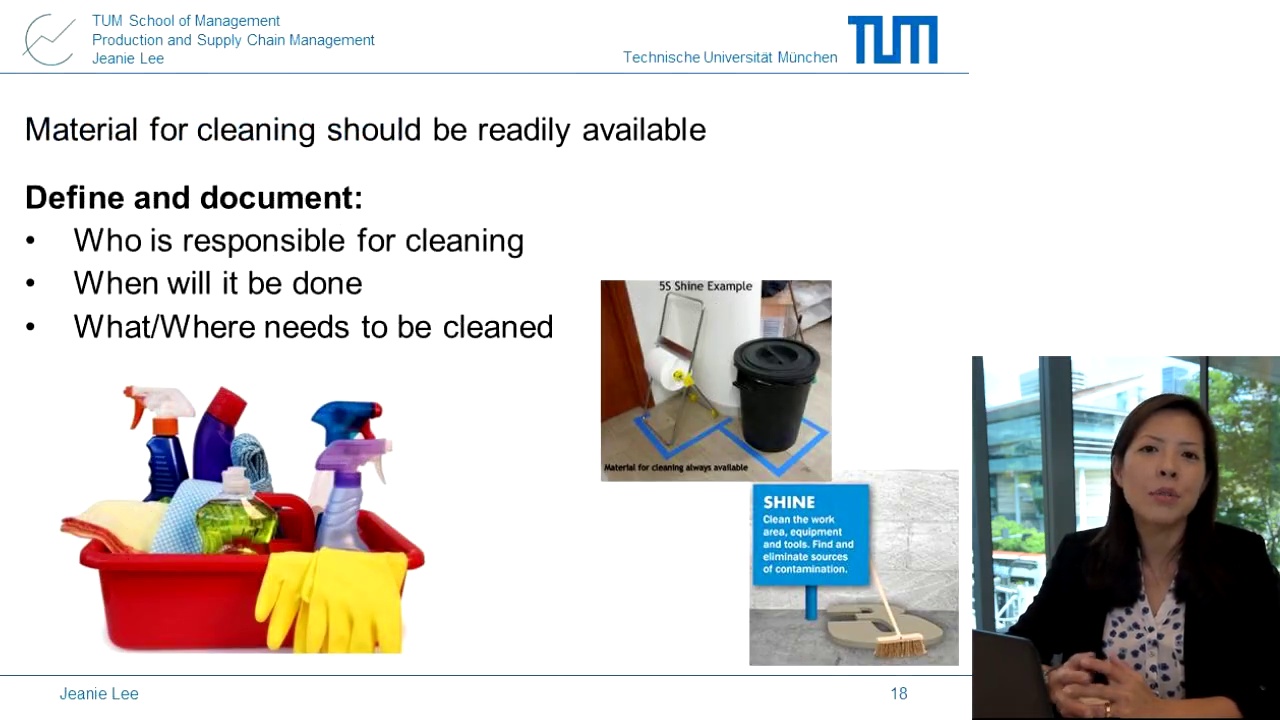 TUM School of Management
Production and Supply Chain Management
Jeanie Lee
Technische Universität München
TUM
Material for cleaning should be readily available
Define and document:
• Who is responsible for cleaning
• When will it be done
• What/Where needs to be cleaned
5S Shine Example
Material for cleaning always available
SHINE
Clean the work
area, equipment
and tools. Find and
eliminate sources
of contamination.
Jeanie Lee
18